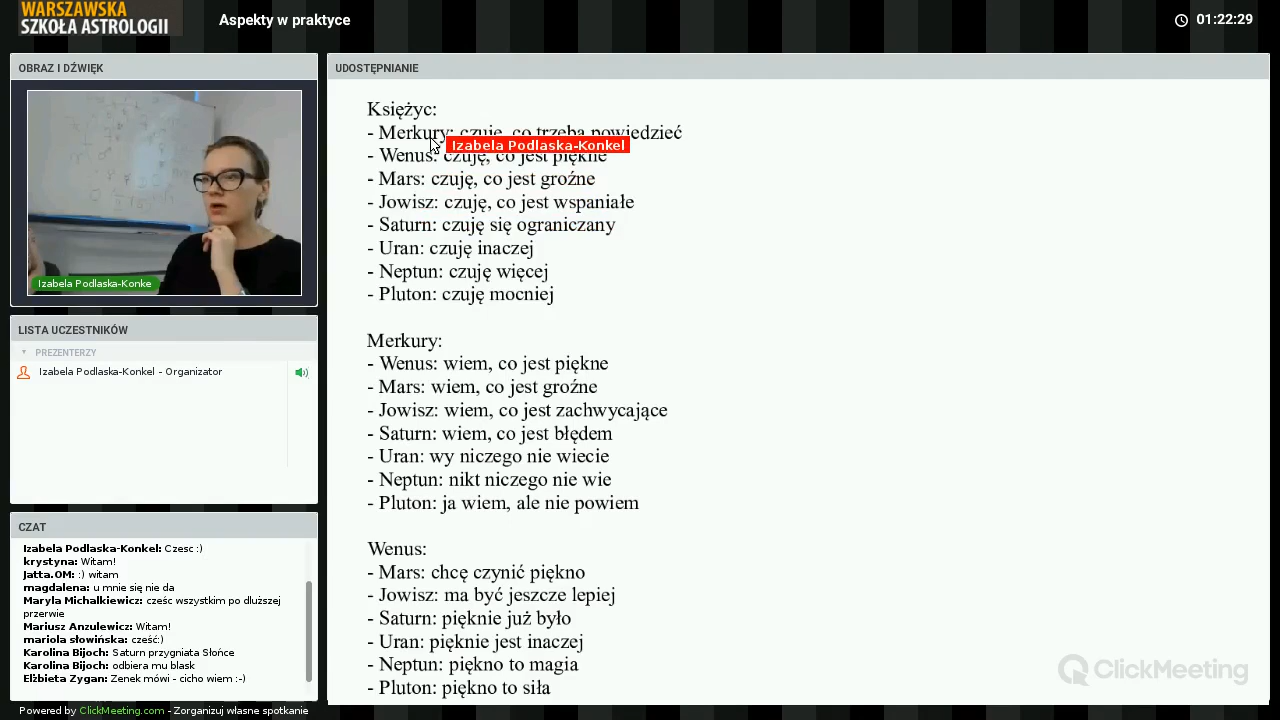 WARSZAWSKA
SZKOŁA ASTROLOGII
Aspekty w praktyce
01:22:29
OBRAZ I DŹWIĘK
Izabela Podlaska-Konke
LISTA UCZESTNIKÓW
PREZENTERZY
Izabela Podlaska-Konkel - Organizator
CZAT
Izabela Podlaska-Konkel: Czesc :)
krystyna: Witam!
Jatta.OM: :) witam
magdalena: u mnie się nie da
Maryla Michalkiewicz: cześc wszystkim po dluższej
przerwie
Mariusz Anzulewicz: Witam!
mariola słowińska: cześć:)
Karolina Bijoch: Saturn przygniata Słońce
Karolina Bijoch: odbiera mu blask
Elżbieta Zygan: Zenek mówi - cicho wiem :-)
Powered by ClickMeeting.com - Zorganizuj własne spotkanie
UDOSTĘPNIANIE
Księżyc:
- Merkury: czuję, co trzeba powiedzieć
Izabela Podlaska-Konkel
- Wenus: czuję, co jest piękne
- Mars: czuję, co jest groźne
- Jowisz: czuję, co jest wspaniałe
- Saturn: czuję się ograniczany
- Uran: czuję inaczej
- Neptun: czuję więcej
- Pluton: czuję mocniej
Merkury:
- Wenus: wiem, co jest piękne
- Mars: wiem, co jest groźne
- Jowisz: wiem, co jest zachwycające
- Saturn: wiem, co jest błędem
- Uran: wy niczego nie wiecie
- Neptun: nikt niczego nie wie
- Pluton: ja wiem, ale nie powiem
Wenus:
- Mars: chcę czynić piękno
- Jowisz: ma być jeszcze lepiej
- Saturn: pięknie już było
- Uran: pięknie jest inaczej
- Neptun: piękno to magia
- Pluton: piękno to siła
ClickMeeting